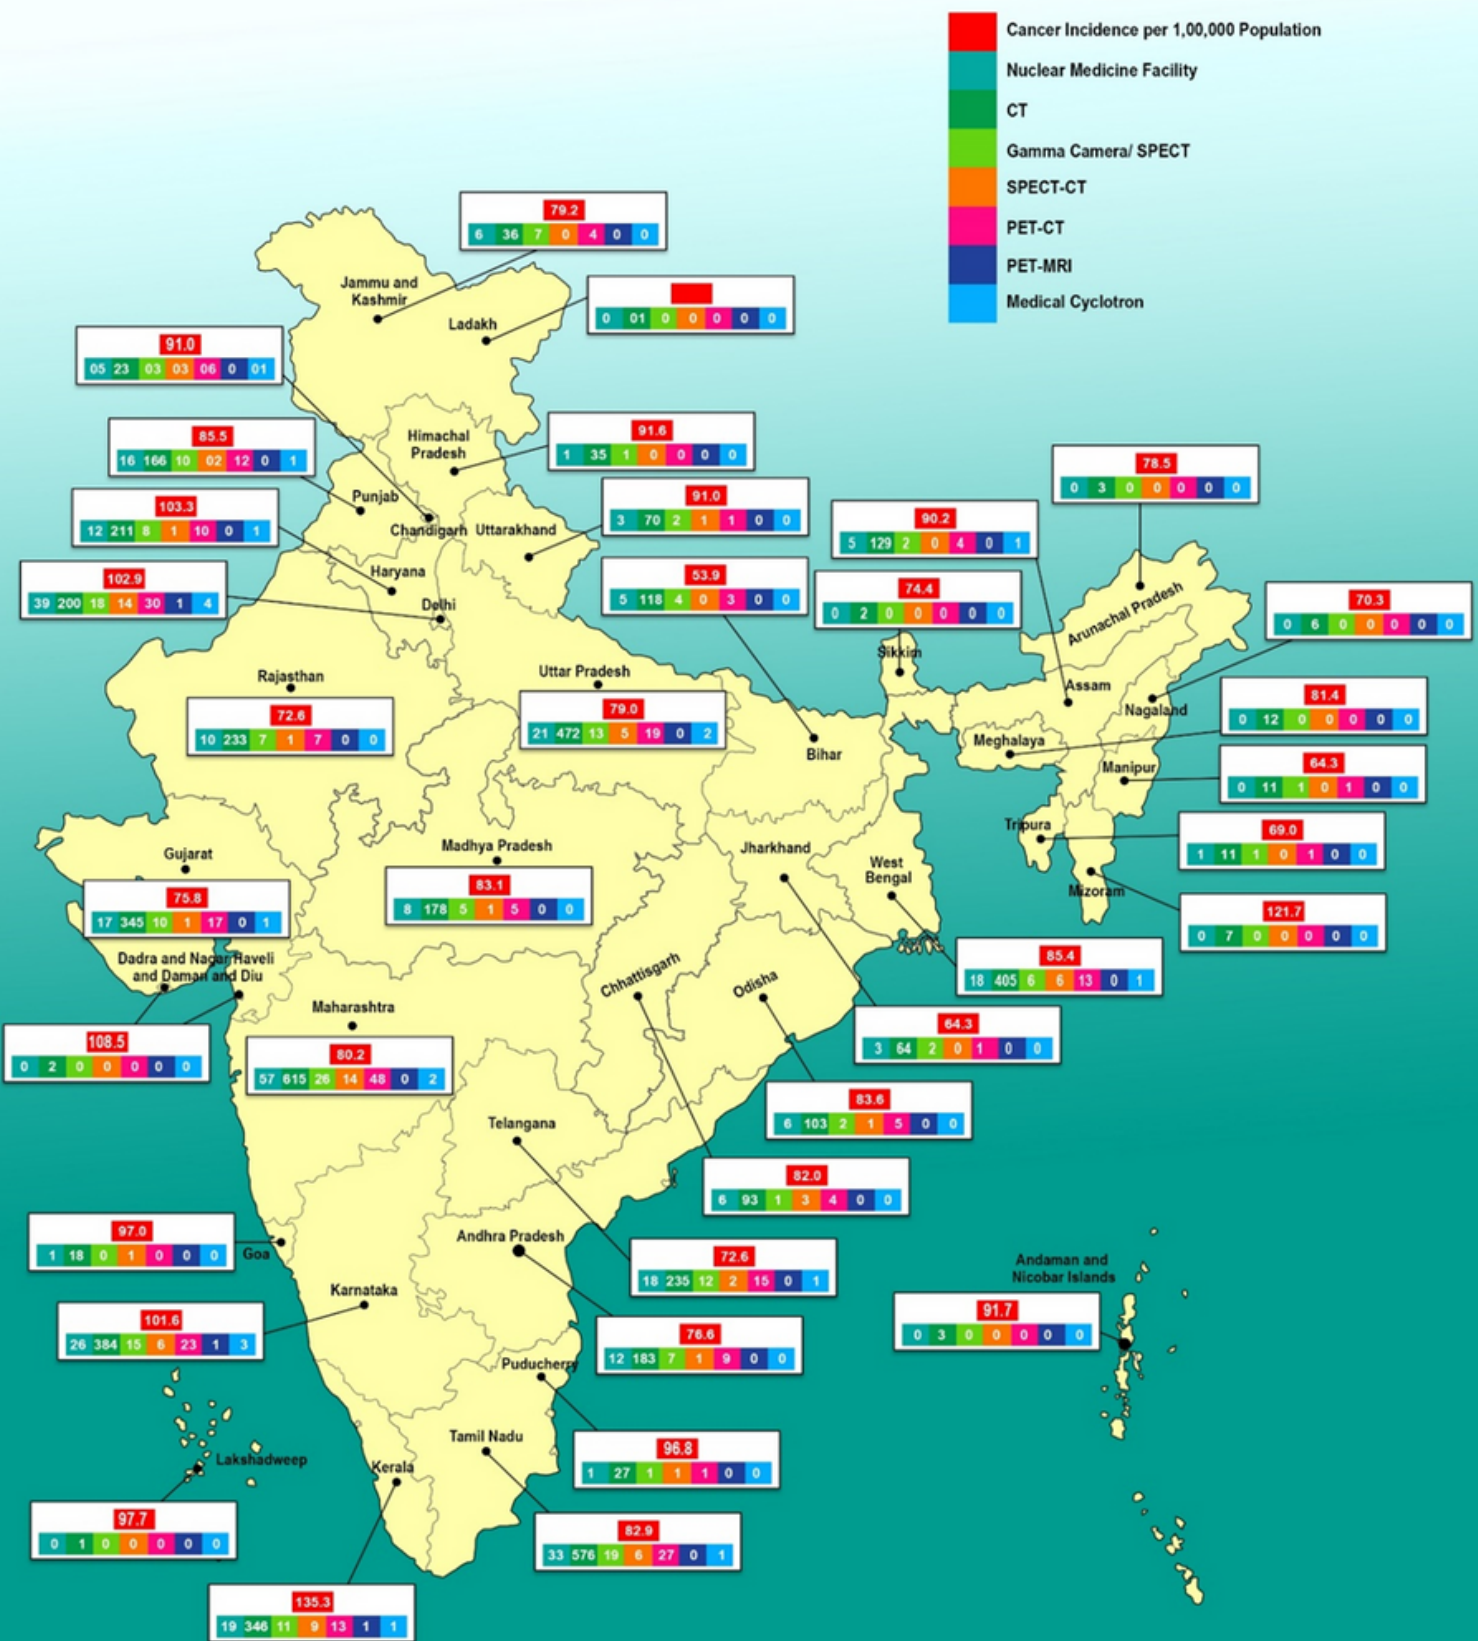 Cancer Incidence per 1,00,000 Population
Nuclear Medicine Facility
CT
Gamma Camera/ SPECT
SPECT-CT
PET-CT
PET-MRI
Medical Cyclotron
79.2
6 36 7 0 4 0 0
Jammu and
Kashmir
Ladakh
0 01 0 0 0 0 0
91.0
05 23 03 03 06 0 01
85.5
16 166 10 02 12 0 1
Himachal
Pradesh
91.6
1 35 1 0 0 0 0
103.3
12 211 8 1 10 0 1
Punjab
Chandigarh
Uttarakhand
91.0
3 70 2 1 1 0 0
78.5
0 3 0 0 0 0 0
90.2
5 129 2 0 4 0 1
102.9
39 200 18 14 30 1 4
Haryana
Delhi
53.9
5 118 4 0 3 0 0
74.4
0 2 0 0 0 0 0
Arunachal Pradesh
70.3
0 6 0 0 0 0 0
Sikkim
Rajasthan
72.6
10 233 7 1 7 0 0
Uttar Pradesh
79.0
21 472 13 5 19 0 2
Assam
Nagaland
81.4
0 12 0 0 0 0 0
Bihar
Meghalaya
Manipur
64.3
0 11 1 0 1 0 0
Tripura
69.0
1 11 1 0 1 0 0
Mizoram
121.7
0 7 0 0 0 0 0
Gujarat
75.8
17 345 10 1 17 0 1
Madhya Pradesh
83.1
8 178 5 1 5 0 0
Jharkhand
West
Bengal
85.4
18 405 6 6 13 0 1
Dadra and Nagar Haveli
and Daman and Diu
108.5
0 2 0 0 0 0 0
Maharashtra
80.2
57 615 26 14 48 0 2
Chhattisgarh
Odisha
64.3
3 64 2 0 1 0 0
83.6
6 103 2 1 5 0 0
Telangana
82.0
6 93 1 3 4 0 0
97.0
1 18 0 1 0 0 0
Goa
Andhra Pradesh
72.6
18 235 12 2 15 0 1
Andaman and
Nicobar Islands
91.7
0 3 0 0 0 0 0
Karnataka
101.6
26 384 15 6 23 1 3
76.6
12 183 7 1 9 0 0
Puducherry
96.8
1 27 1 1 1 0 0
Tamil Nadu
Lakshadweep
Kerala
97.7
0 1 0 0 0 0 0
82.9
33 576 19 6 27 0 1
135.3
19 346 11 9 13 1 1